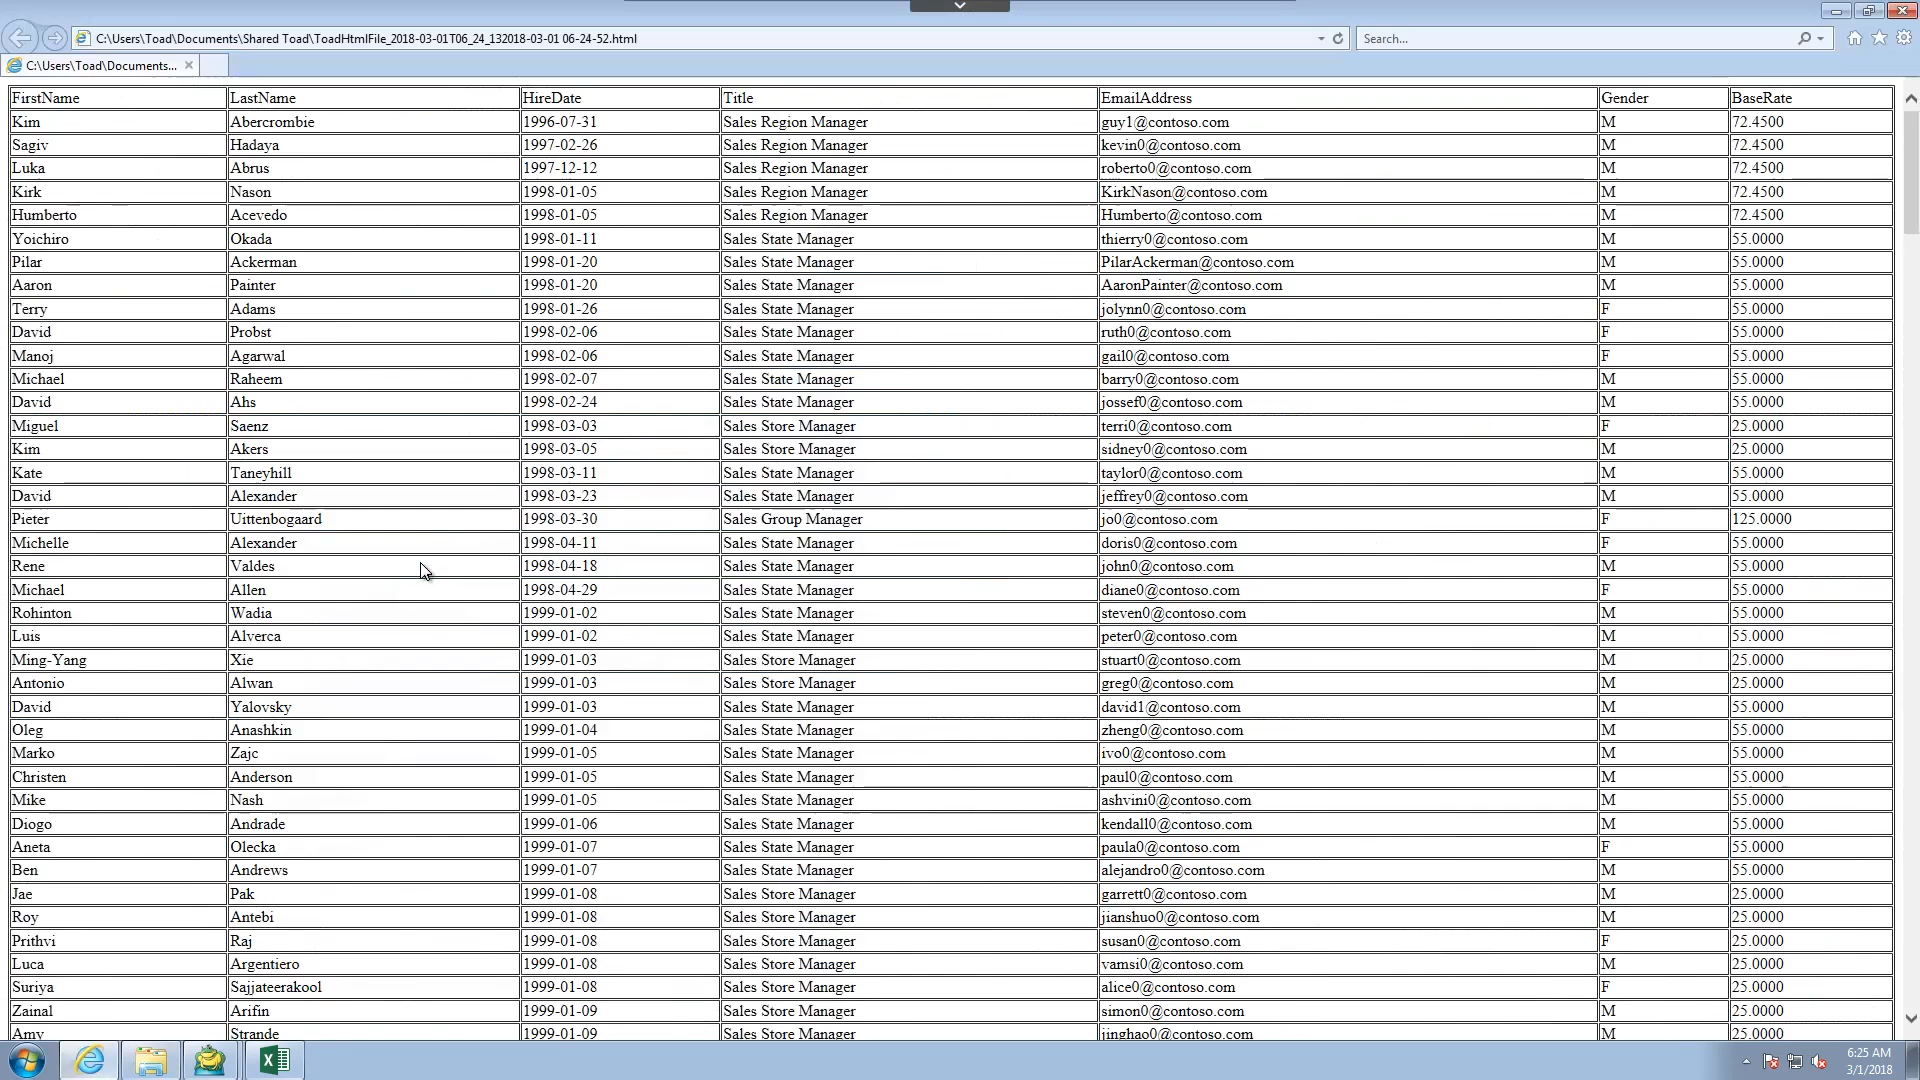 C:\Users\Toad\Documents\Shared Toad\ToadHtmlFile_2018-03-01T06_24_132018-03-01 06-24-52.html
Search...
C:\Users\Toad\Documents...
FirstName LastName HireDate Title EmailAddress Gender BaseRate
Kim Abercrombie 1996-07-31 Sales Region Manager guy1@contoso.com M 72.4500
Sagiv Hadaya 1997-02-26 Sales Region Manager kevin0@contoso.com M 72.4500
Luka Abrus 1997-12-12 Sales Region Manager roberto0@contoso.com M 72.4500
Kirk Nason 1998-01-05 Sales Region Manager KirkNason@contoso.com M 72.4500
Humberto Acevedo 1998-01-05 Sales Region Manager Humberto@contoso.com M 72.4500
Yoichiro Okada 1998-01-11 Sales State Manager thierry0@contoso.com M 55.0000
Pilar Ackerman 1998-01-20 Sales State Manager PilarAckerman@contoso.com M 55.0000
Aaron Painter 1998-01-20 Sales State Manager AaronPainter@contoso.com M 55.0000
Terry Adams 1998-01-26 Sales State Manager jolynn0@contoso.com F 55.0000
David Probst 1998-02-06 Sales State Manager ruth0@contoso.com F 55.0000
Manoj Agarwal 1998-02-06 Sales State Manager gail0@contoso.com F 55.0000
Michael Raheem 1998-02-07 Sales State Manager barry0@contoso.com M 55.0000
David Ahs 1998-02-24 Sales State Manager jossef0@contoso.com M 55.0000
Miguel Saenz 1998-03-03 Sales Store Manager terri0@contoso.com F 25.0000
Kim Akers 1998-03-05 Sales Store Manager sidney0@contoso.com M 25.0000
Kate Taneyhill 1998-03-11 Sales State Manager taylor0@contoso.com M 55.0000
David Alexander 1998-03-23 Sales State Manager jeffrey0@contoso.com M 55.0000
Pieter Uittenbogaard 1998-03-30 Sales Group Manager jo0@contoso.com F 125.0000
Michelle Alexander 1998-04-11 Sales State Manager doris0@contoso.com F 55.0000
Rene Valdes 1998-04-18 Sales State Manager john0@contoso.com M 55.0000
Michael Allen 1998-04-29 Sales State Manager diane0@contoso.com F 55.0000
Rohinton Wadia 1999-01-02 Sales State Manager steven0@contoso.com M 55.0000
Luis Alverca 1999-01-02 Sales State Manager peter0@contoso.com M 55.0000
Ming-Yang Xie 1999-01-03 Sales Store Manager stuart0@contoso.com M 25.0000
Antonio Alwan 1999-01-03 Sales Store Manager greg0@contoso.com M 25.0000
David Yalovsky 1999-01-03 Sales State Manager david1@contoso.com M 55.0000
Oleg Anashkin 1999-01-04 Sales State Manager zheng0@contoso.com M 55.0000
Marko Zajc 1999-01-05 Sales State Manager ivo0@contoso.com M 55.0000
Christen Anderson 1999-01-05 Sales State Manager paul0@contoso.com M 55.0000
Mike Nash 1999-01-05 Sales State Manager ashvini0@contoso.com M 55.0000
Diogo Andrade 1999-01-06 Sales State Manager kendall0@contoso.com M 55.0000
Aneta Olecka 1999-01-07 Sales State Manager paula0@contoso.com F 55.0000
Ben Andrews 1999-01-07 Sales State Manager alejandro0@contoso.com M 55.0000
Jae Pak 1999-01-08 Sales Store Manager garrett0@contoso.com M 25.0000
Roy Antebi 1999-01-08 Sales Store Manager jianshuo0@contoso.com M 25.0000
Prithvi Raj 1999-01-08 Sales Store Manager susan0@contoso.com F 25.0000
Luca Argentiero 1999-01-08 Sales Store Manager vamsi0@contoso.com M 25.0000
Suriya Sajjateerakool 1999-01-08 Sales Store Manager alice0@contoso.com F 25.0000
Zainal Arifin 1999-01-09 Sales Store Manager simon0@contoso.com M 25.0000
Amy Strande 1999-01-09 Sales Store Manager jinghao0@contoso.com M 25.0000
6:25 AM
3/1/2018